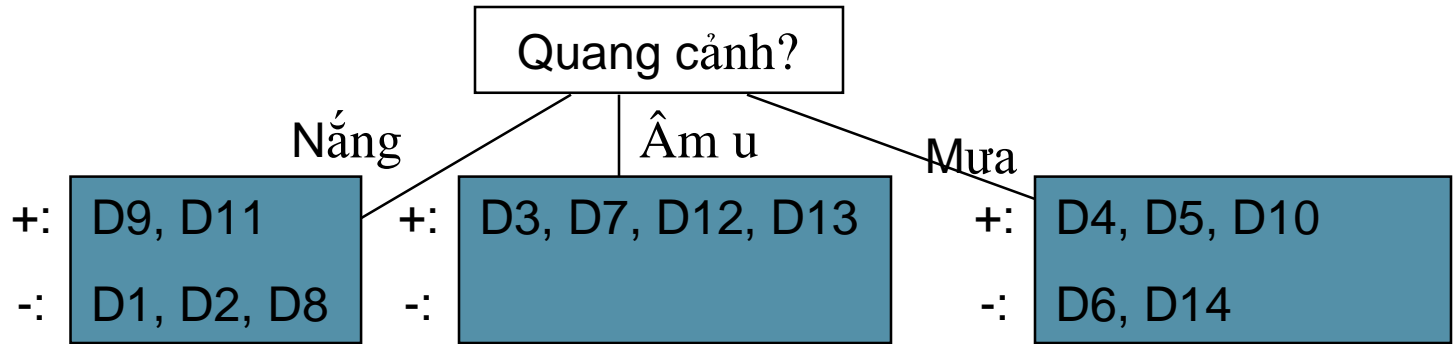 Quang cảnh?
Nắng
Âm u
Mưa
+: D9, D11
-: D1, D2, D8
+: D3, D7, D12, D13
-:
+: D4, D5, D10
-: D6, D14